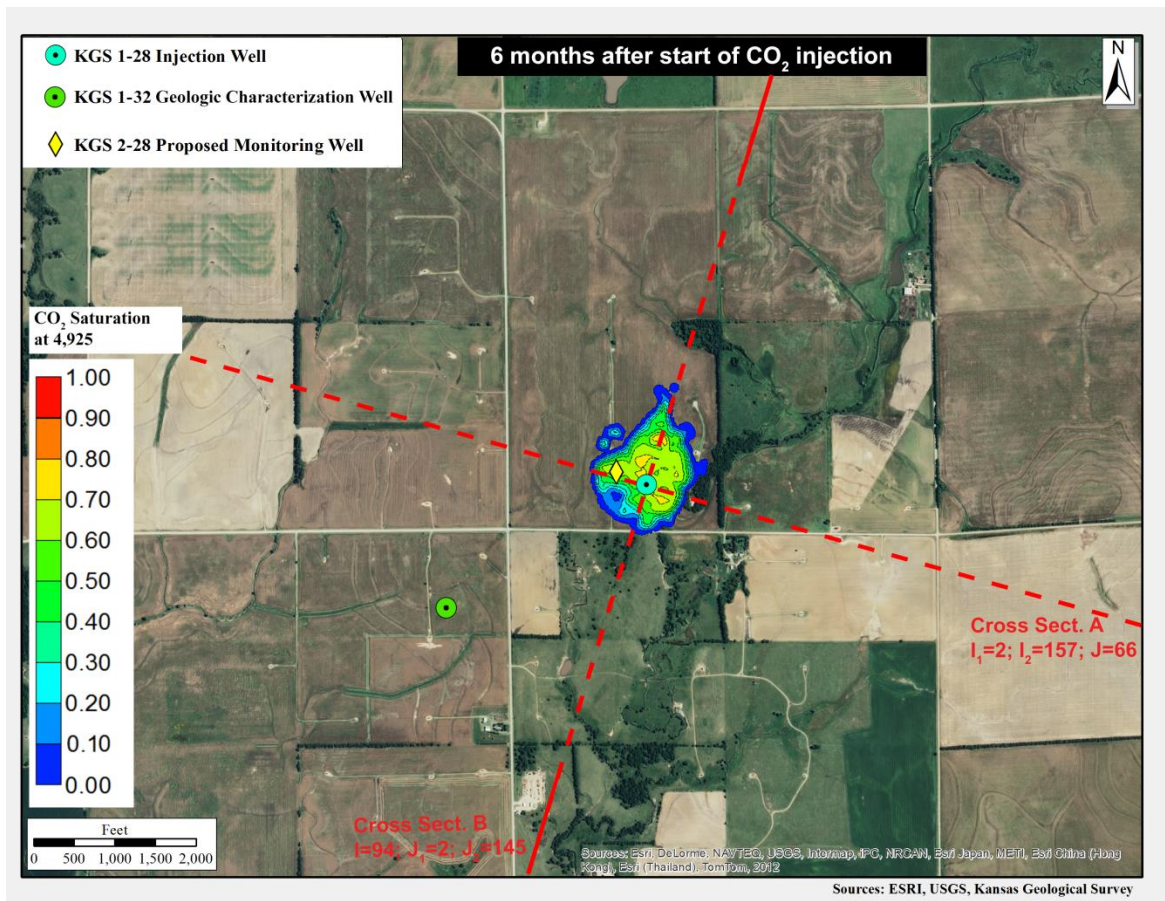 6 months after start of CO₂ injection
KGS 1-28 Injection Well
KGS 1-32 Geologic Characterization Well
KGS 2-28 Proposed Monitoring Well
N
CO₂ Saturation
at 4,925
1.00
0.90
0.80
0.70
0.60
0.50
0.40
0.30
0.20
0.10
0.00
Cross Sect. A
I₁=2; I₂=157; J=66
Cross Sect. B
I=94; J₁=2; J₂=145
Feet
0 500 1,000 1,500 2,000
Sources: Esri, DeLorme, NAVTEQ, USGS, Intermap, iPC, NRCAN, Esri Japan, METI, Esri China (Hong
Kong), Esri (Thailand), TomTom, 2012
Sources: ESRI, USGS, Kansas Geological Survey